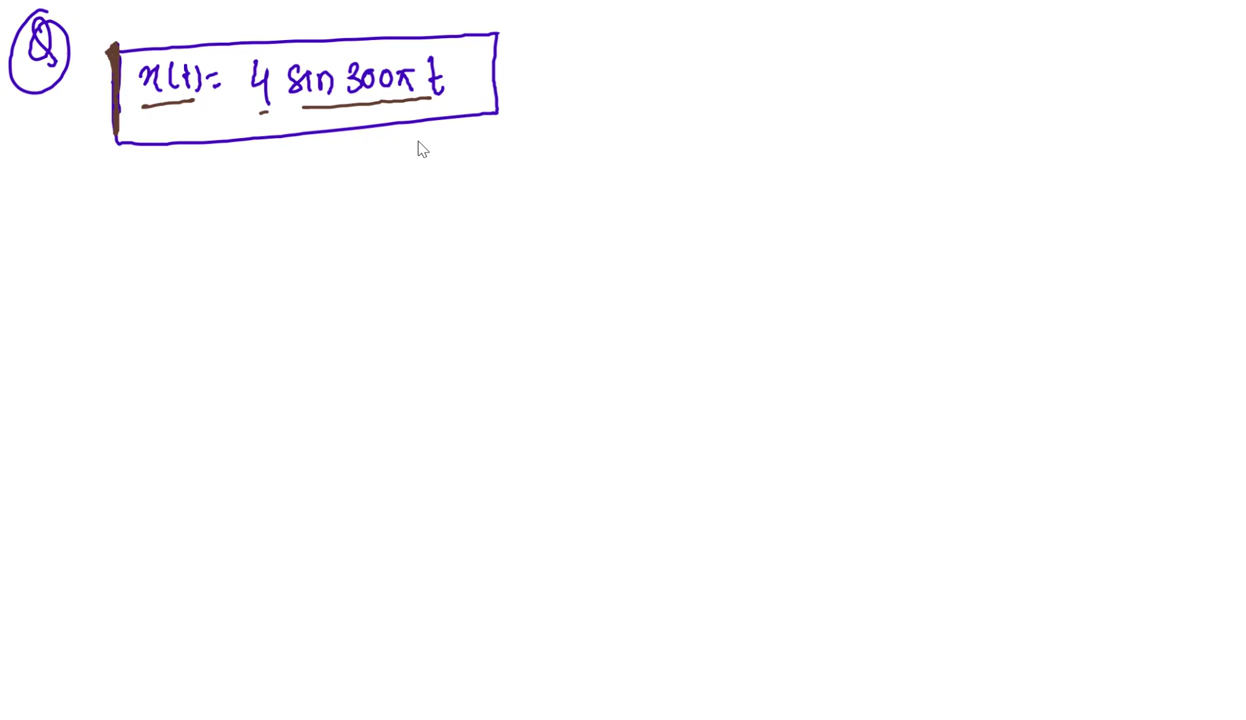 Q
x(t) = 4 sin 300π t